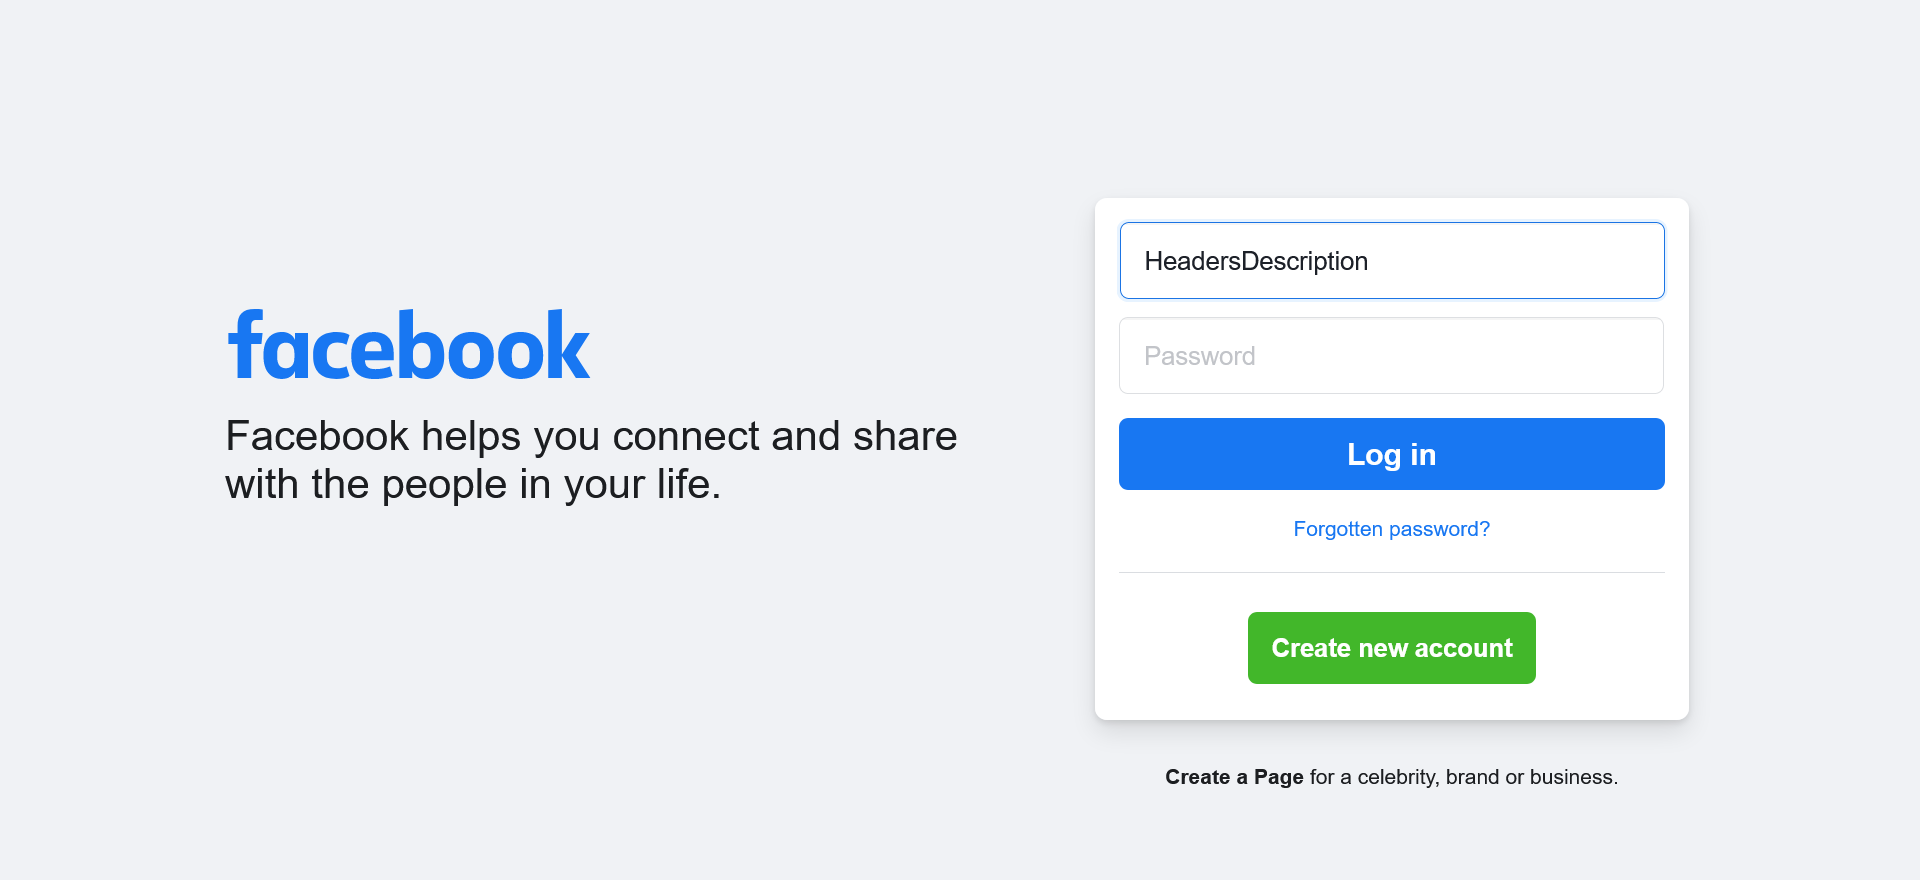 facebook
Facebook helps you connect and share
with the people in your life.
HeadersDescription
Password
Log in
Forgotten password?
Create new account
Create a Page for a celebrity, brand or business.